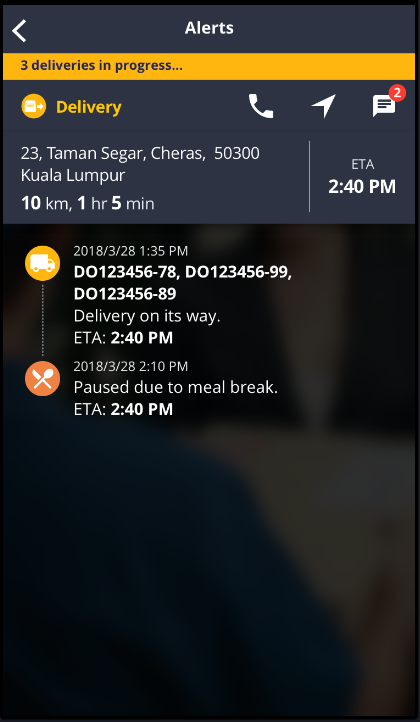 Alerts
3 deliveries in progress...
Delivery
2
23, Taman Segar, Cheras,  50300
Kuala Lumpur
10 km, 1 hr 5 min
ETA
2:40 PM
2018/3/28 1:35 PM
DO123456-78, DO123456-99,
DO123456-89
Delivery on its way.
ETA: 2:40 PM
2018/3/28 2:10 PM
Paused due to meal break.
ETA: 2:40 PM